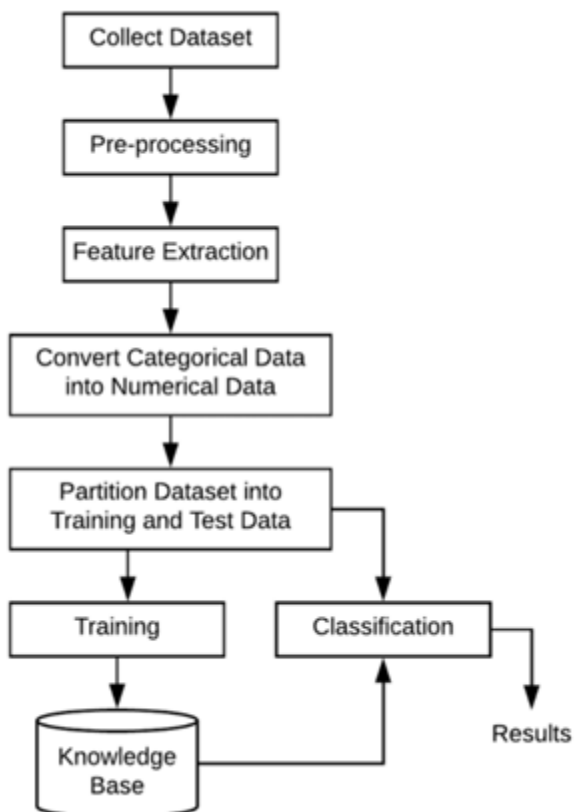 Collect Dataset
Pre-processing
Feature Extraction
Convert Categorical Data
into Numerical Data
Partition Dataset into
Training and Test Data
Training
Classification
Results
Knowledge
Base